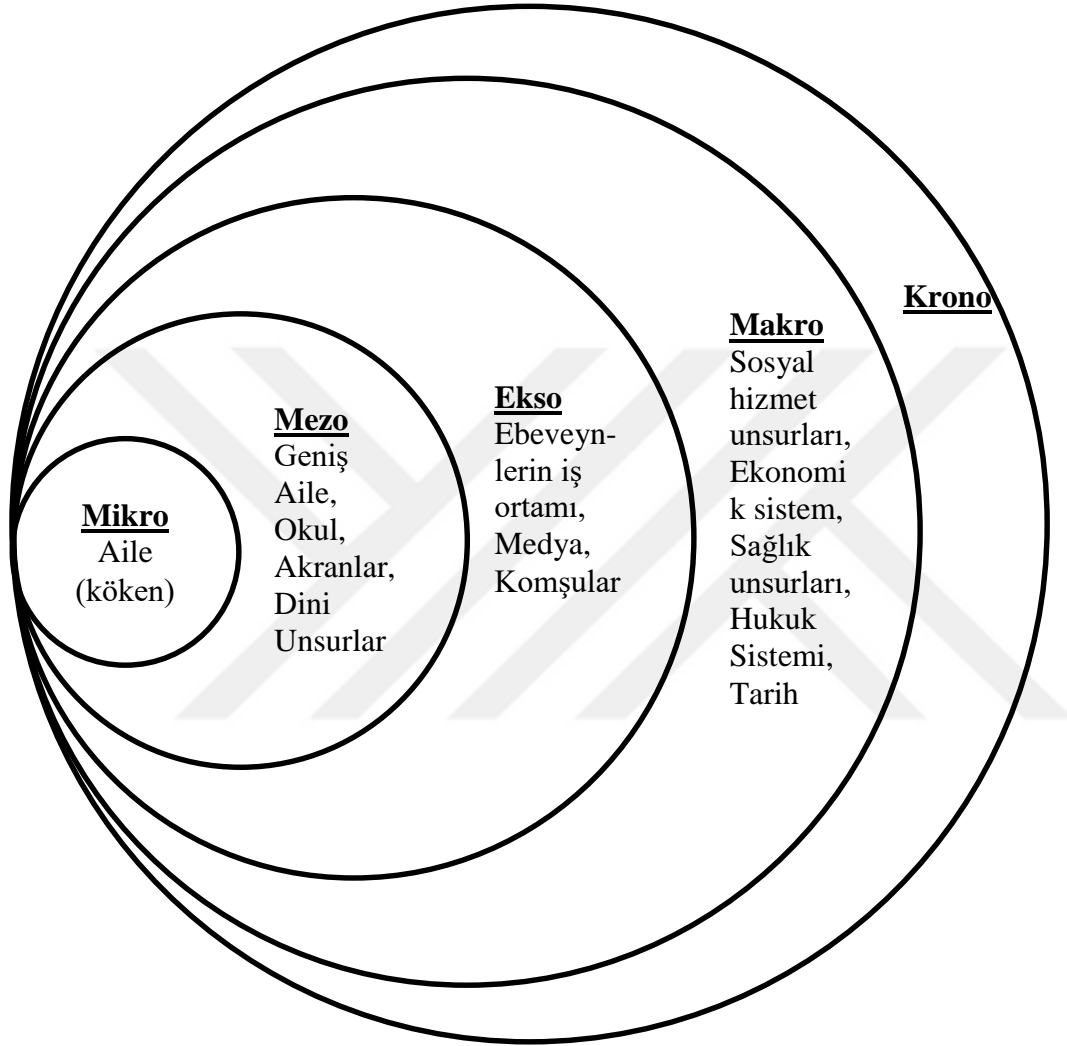 Mikro
Aile
(köken)
Mezo
Geniş
Aile,
Okul,
Akranlar,
Dini
Unsurlar
Ekso
Ebeveyn-
lerin iş
ortamı,
Medya,
Komşular
Makro
Sosyal
hizmet
unsurları,
Ekonomi
k sistem,
Sağlık
unsurları,
Hukuk
Sistemi,
Tarih
Krono